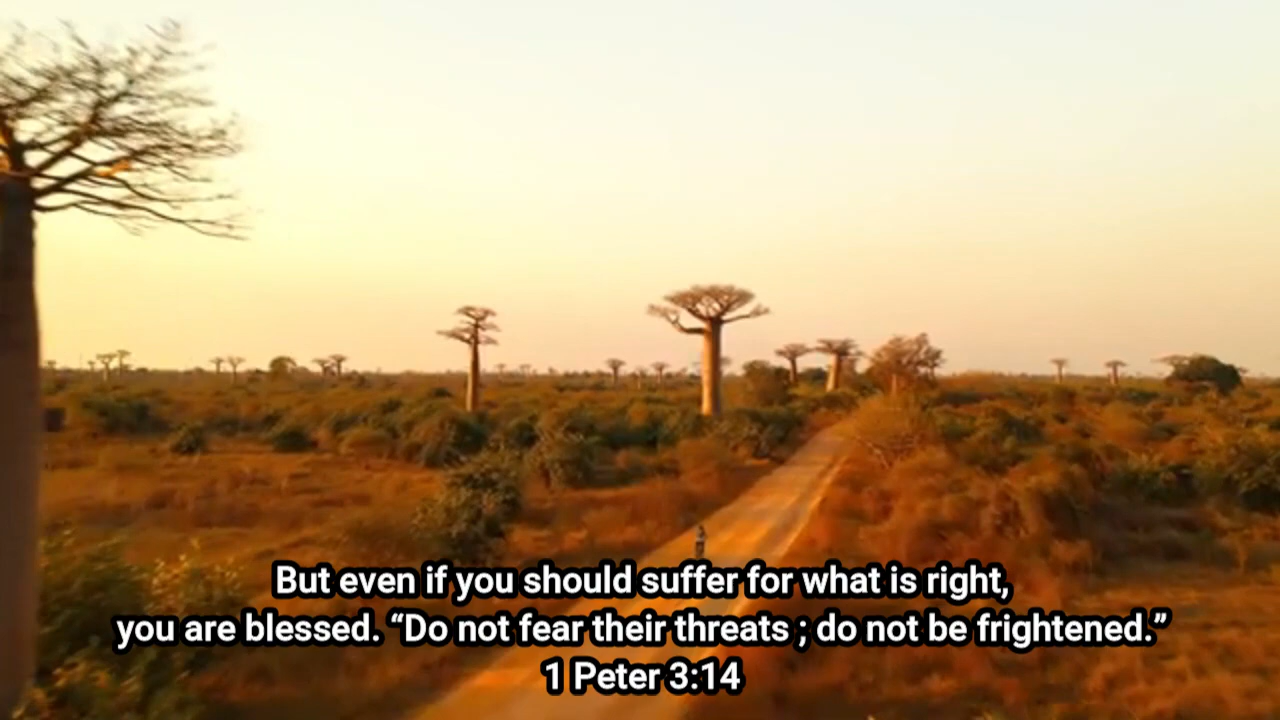 But even if you should suffer for what is right,
you are blessed. “Do not fear their threats ; do not be frightened.”
1 Peter 3:14